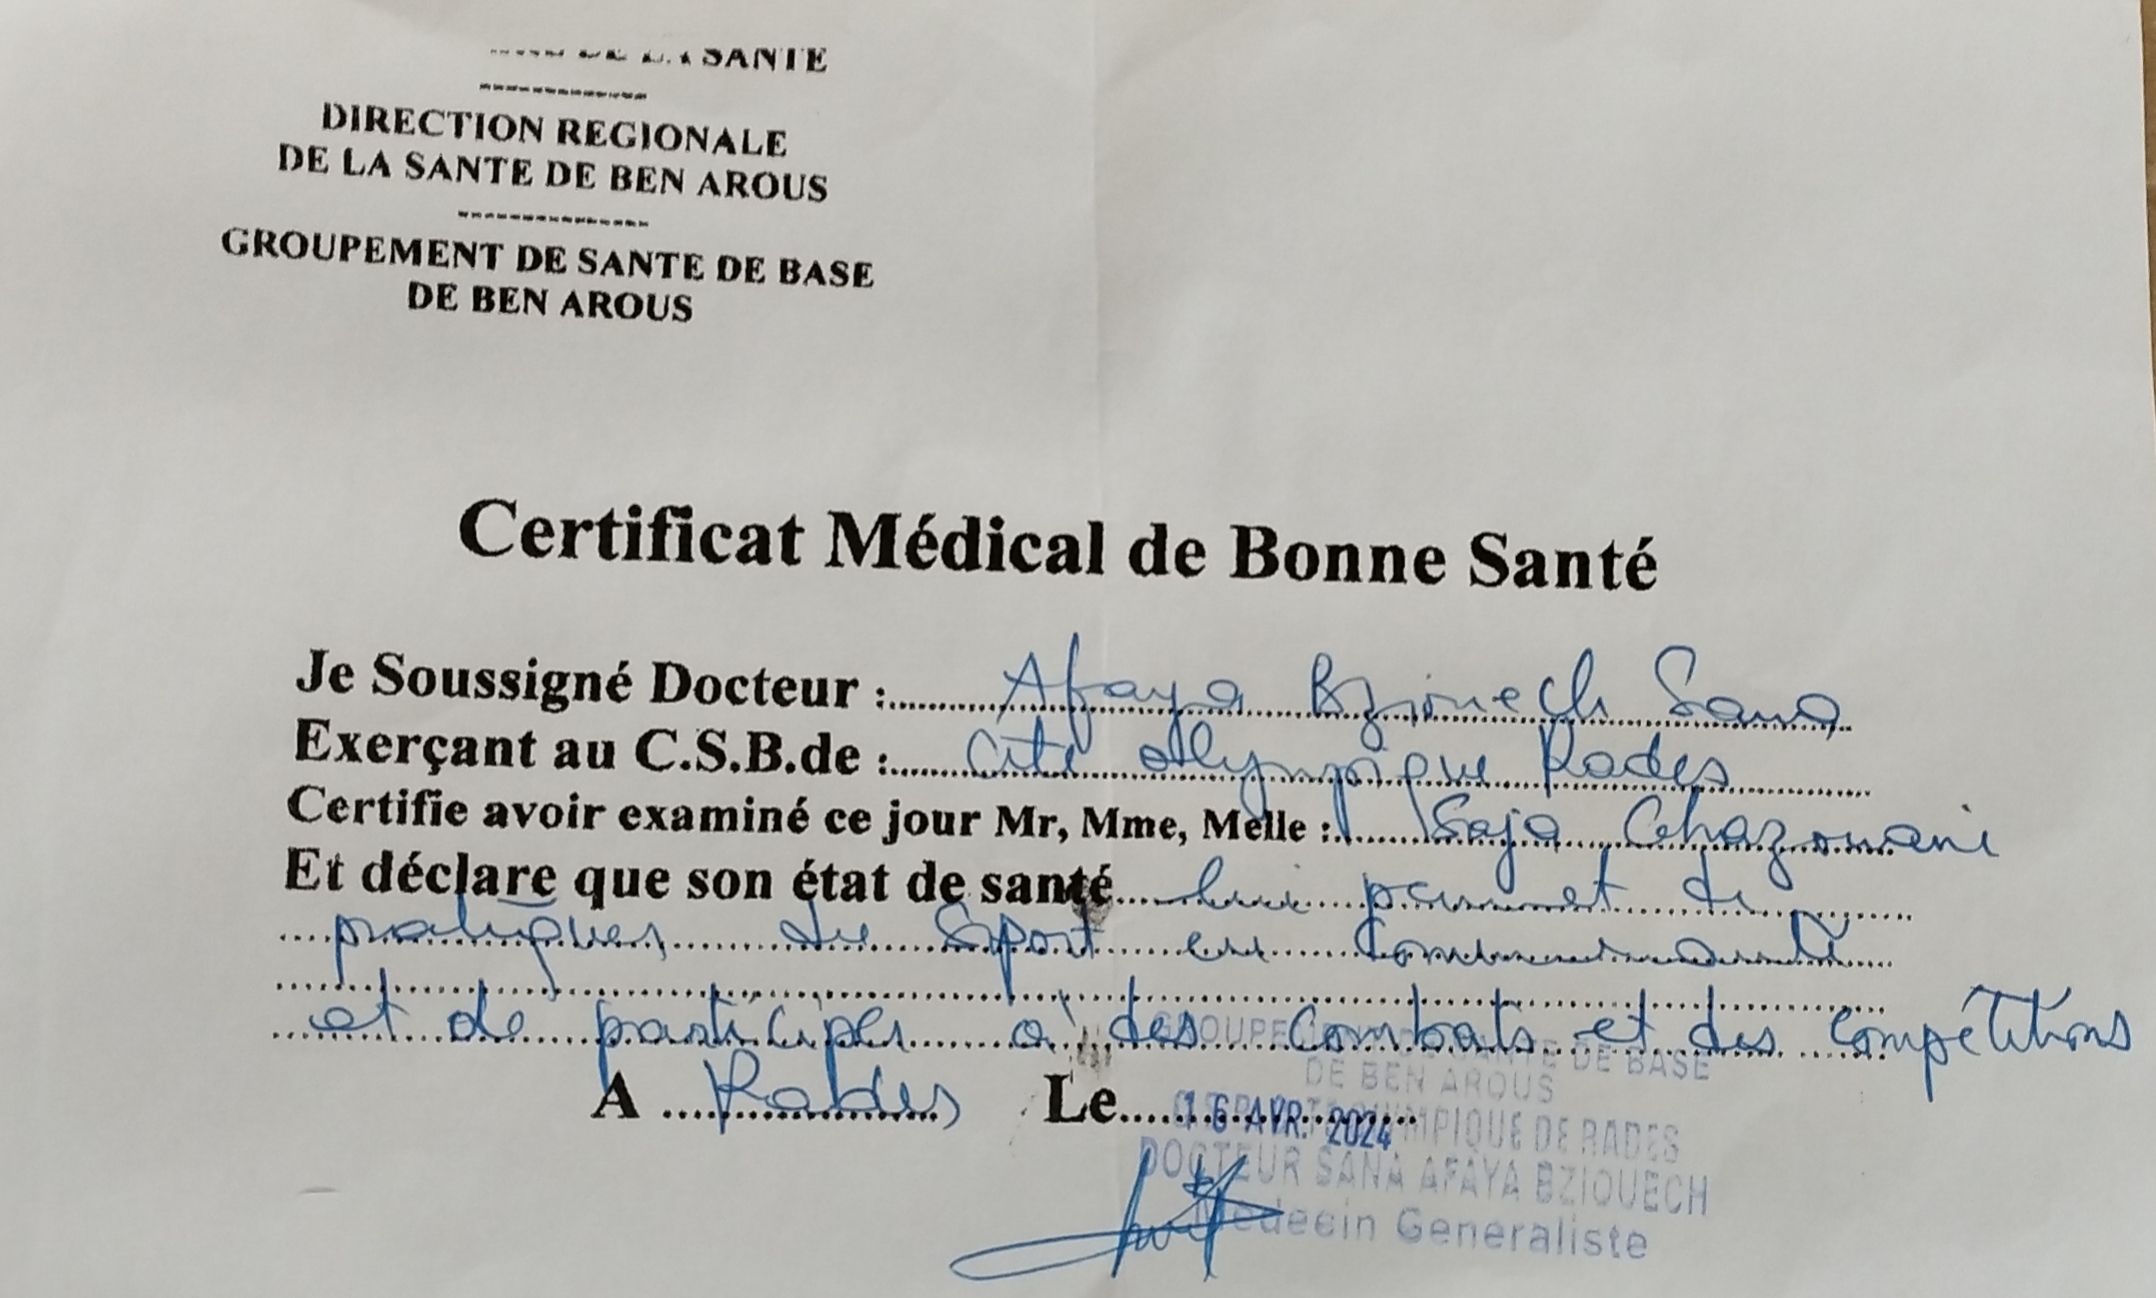 DE LA SANTE
DIRECTION REGIONALE
DE LA SANTE DE BEN AROUS
GROUPEMENT DE SANTE DE BASE
DE BEN AROUS
Certificat Médical de Bonne Santé
Je Soussigné Docteur : Afaya Bziouech Sana
Exerçant au C.S.B.de : Cité olympique Rades
Certifie avoir examiné ce jour Mr, Mme, Melle : Saja Ghazouani
Et déclare que son état de santé lui permet de
pratiquer du Sport en
et de participer à des Combats et des compétitions
A Rades Le 16 AVR. 2024
GROUPE DE BASE
DE BEN AROUS
OLYMPIQUE DE RADES
DOCTEUR SANA AFAYA BZIOUECH
Médecin Generaliste